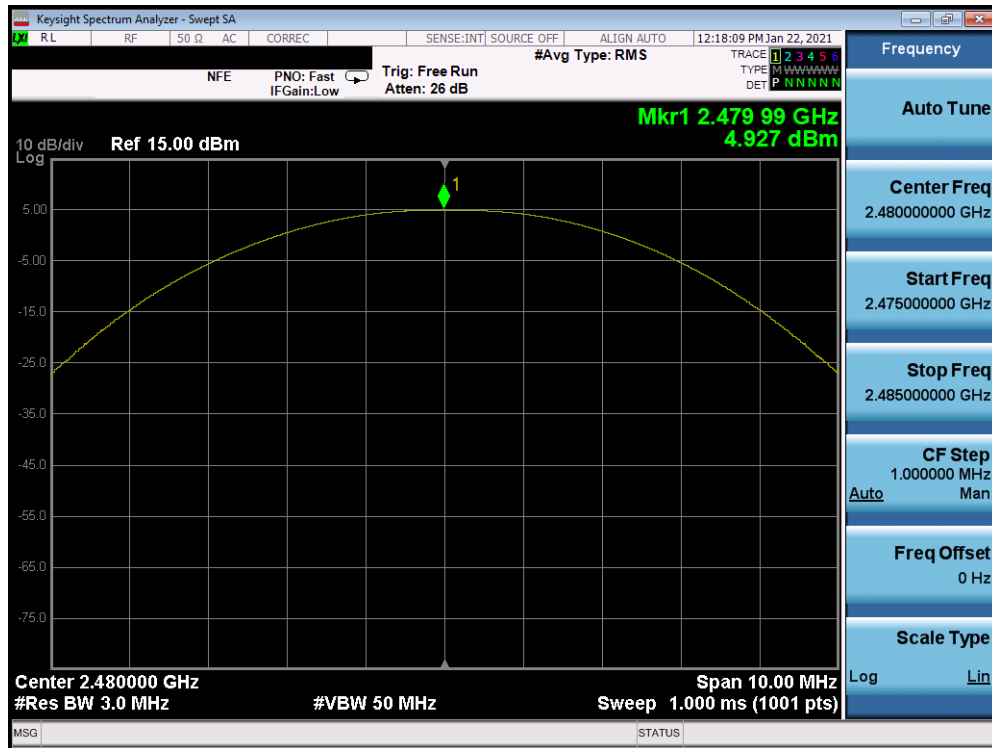 Keysight Spectrum Analyzer - Swept SA
LXI RL RF 50 Ω AC CORREC SENSE:INT SOURCE OFF ALIGN AUTO 12:18:09 PM Jan 22, 2021
#Avg Type: RMS
TRACE 1 2 3 4 5 6
TYPE M W W W W W
DET P N N N N N
NFE
PNO: Fast
IFGain:Low
Trig: Free Run
Atten: 26 dB
Mkr1 2.479 99 GHz
4.927 dBm
10 dB/div
Log
Ref 15.00 dBm
1
5.00
-5.00
-15.0
-25.0
-35.0
-45.0
-55.0
-65.0
-75.0
Center 2.480000 GHz
Span 10.00 MHz
#Res BW 3.0 MHz
#VBW 50 MHz
Sweep 1.000 ms (1001 pts)
MSG
STATUS
Frequency
Auto Tune
Center Freq
2.480000000 GHz
Start Freq
2.475000000 GHz
Stop Freq
2.485000000 GHz
CF Step
1.000000 MHz
Auto Man
Freq Offset
0 Hz
Scale Type
Log Lin